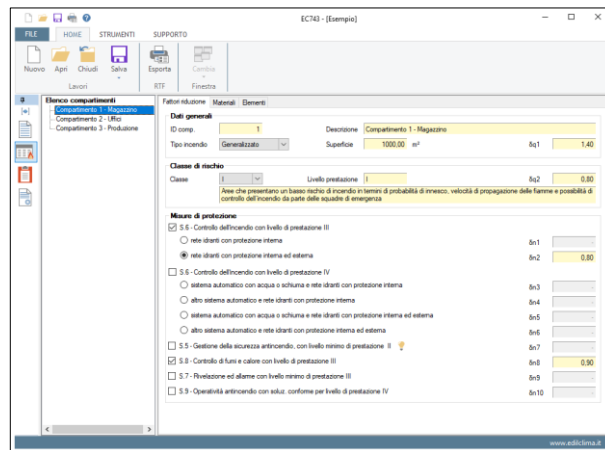 EC743 - [Esempio]
FILE HOME STRUMENTI SUPPORTO
Nuovo Apri Chiudi Salva Esporta Cambia
Lavori RTF Finestra
Elenco compartimenti
Compartimento 1 - Magazzino
Compartimento 2 - Uffici
Compartimento 3 - Produzione
Fattori riduzione Materiali Elementi
Dati generali
ID comp. 1 Descrizione Compartimento 1 - Magazzino
Tipo incendio Generalizzato Superficie 1000,00 m² δq1 1,40
Classe di rischio
Classe I Livello prestazione I δq2 0,80
Aree che presentano un basso rischio di incendio in termini di probabilità di innesco, velocità di propagazione delle fiamme e possibilità di
controllo dell'incendio da parte delle squadre di emergenza
Misure di protezione
S.6 - Controllo dell'incendio con livello di prestazione III
rete idranti con protezione interna δn1 -
rete idranti con protezione interna ed esterna δn2 0,80
S.6 - Controllo dell'incendio con livello di prestazione IV
sistema automatico con acqua o schiuma e rete idranti con protezione interna δn3 -
altro sistema automatico e rete idranti con protezione interna δn4 -
sistema automatico con acqua o schiuma e rete idranti con protezione interna ed esterna δn5 -
altro sistema automatico e rete idranti con protezione interna ed esterna δn6 -
S.5 - Gestione della sicurezza antincendio, con livello minimo di prestazione II δn7 -
S.8 - Controllo di fumi e calore con livello di prestazione III δn8 0,90
S.7 - Rivelazione ed allarme con livello minimo di prestazione III δn9 -
S.9 - Operatività antincendio con soluz. conforme per livello di prestazione IV δn10 -
www.edilclima.it